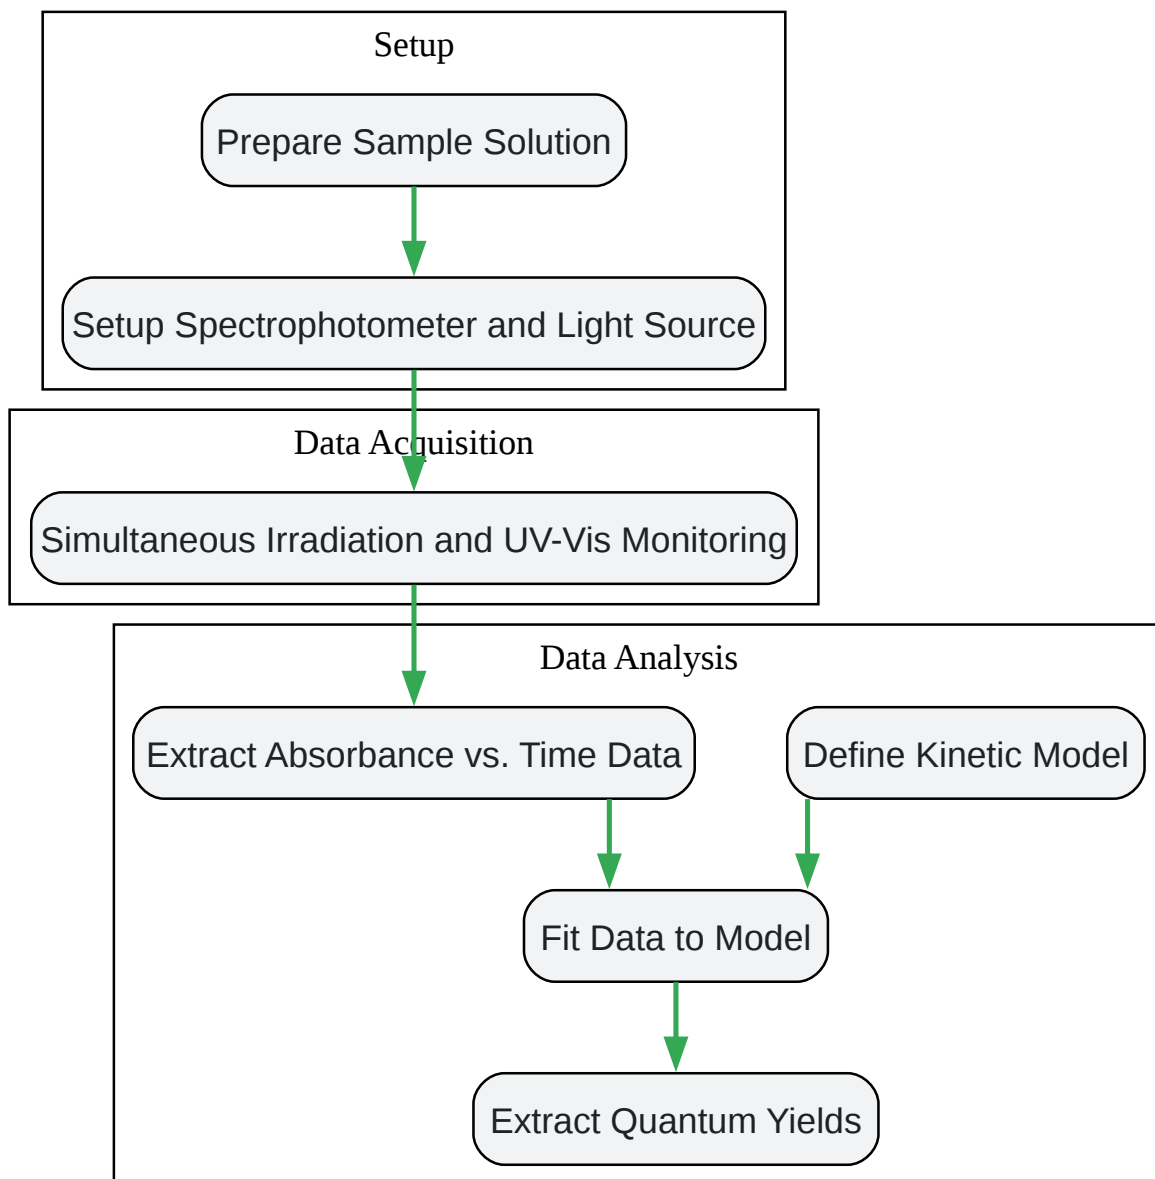 Setup
Prepare Sample Solution
Setup Spectrophotometer and Light Source
Data Acquisition
Simultaneous Irradiation and UV-Vis Monitoring
Data Analysis
Extract Absorbance vs. Time Data
Define Kinetic Model
Fit Data to Model
Extract Quantum Yields